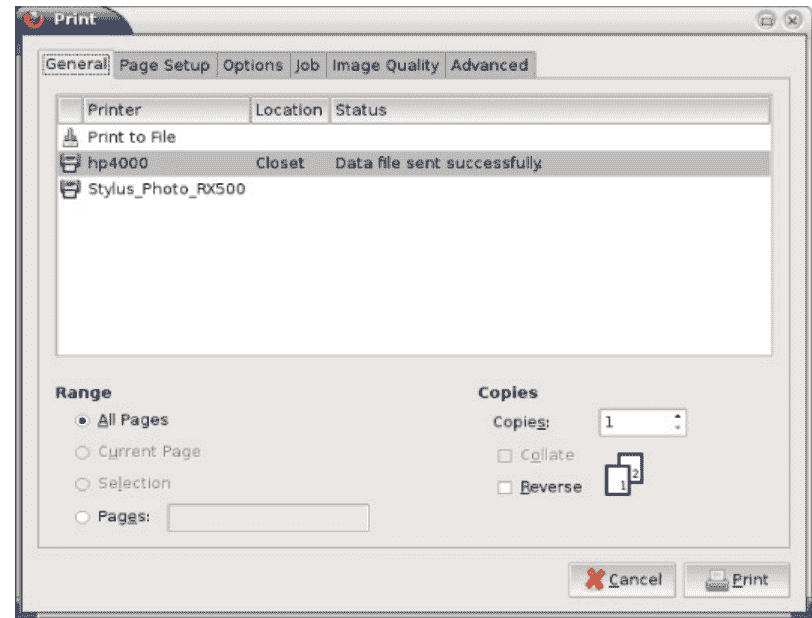 Print
General Page Setup Options Job Image Quality Advanced
Printer Location Status
Print to File
hp4000 Closet Data file sent successfully.
Stylus_Photo_RX500
Range Copies
All Pages Copies: 1
Current Page Collate
Selection Reverse 1 2
Pages:
Cancel Print